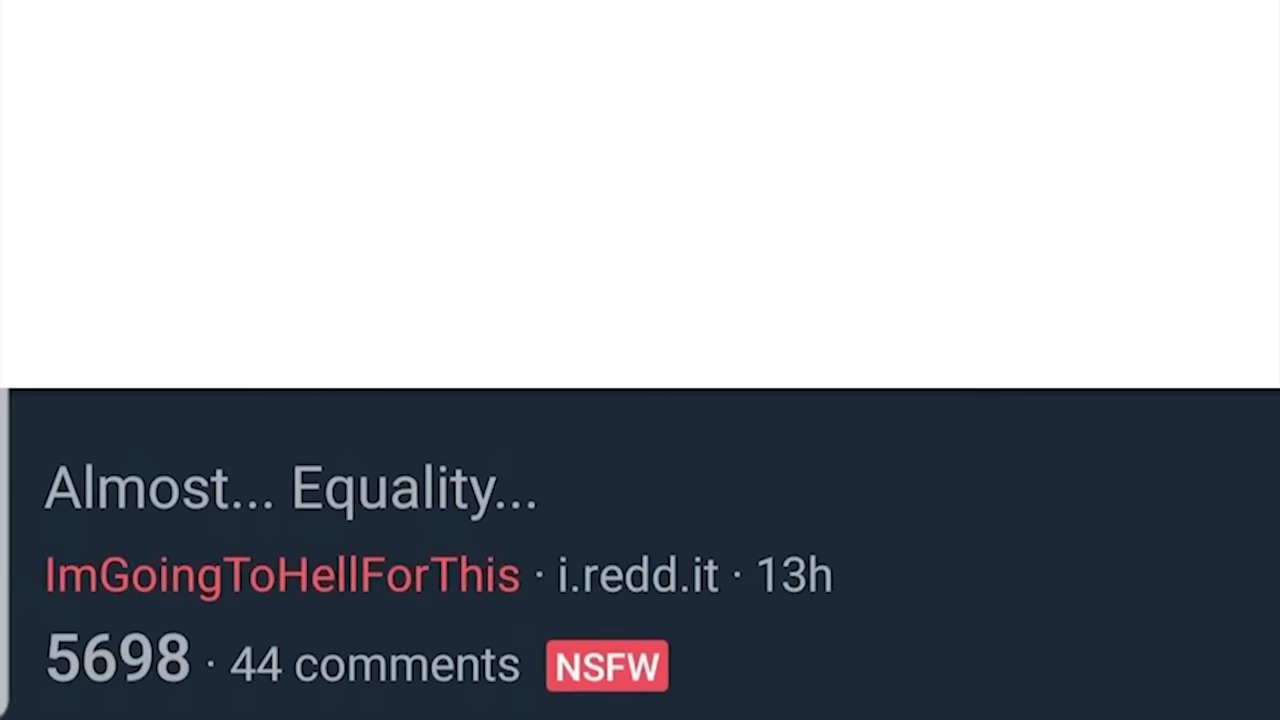 Almost... Equality...
ImGoingToHellForThis · i.redd.it · 13h
5698 · 44 comments NSFW